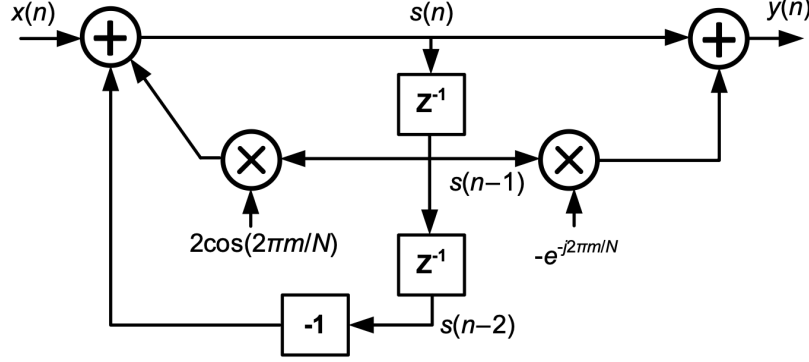 x(n)
s(n)
y(n)
+
+
Z⁻¹
×
×
s(n−1)
2cos(2πm/N)
-e^-j2πm/N
Z⁻¹
-1
s(n−2)